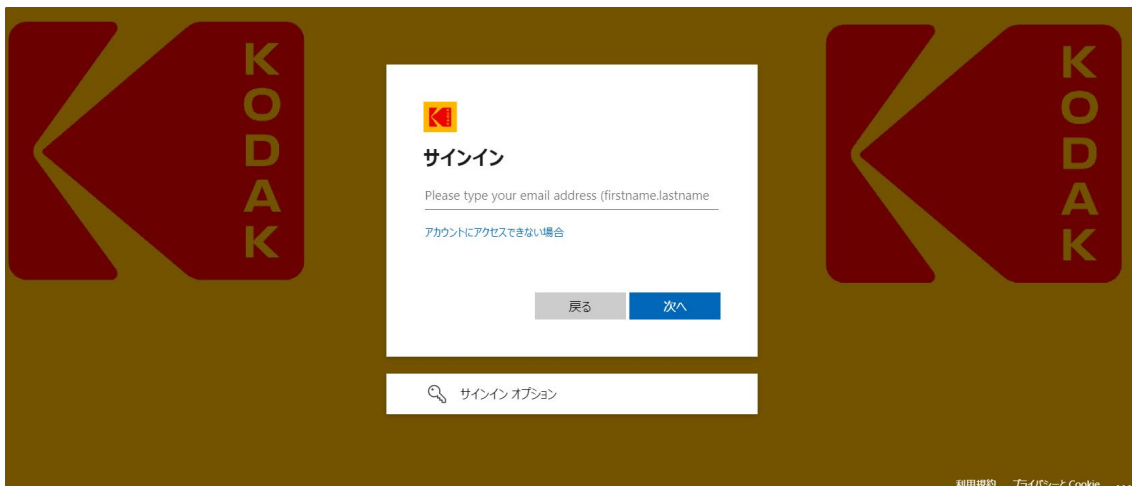 KODAK
サインイン
Please type your email address (firstname.lastname
アカウントにアクセスできない場合
戻る
次へ
サインイン オプション
KODAK
利用規約 プライバシーと Cookie ...